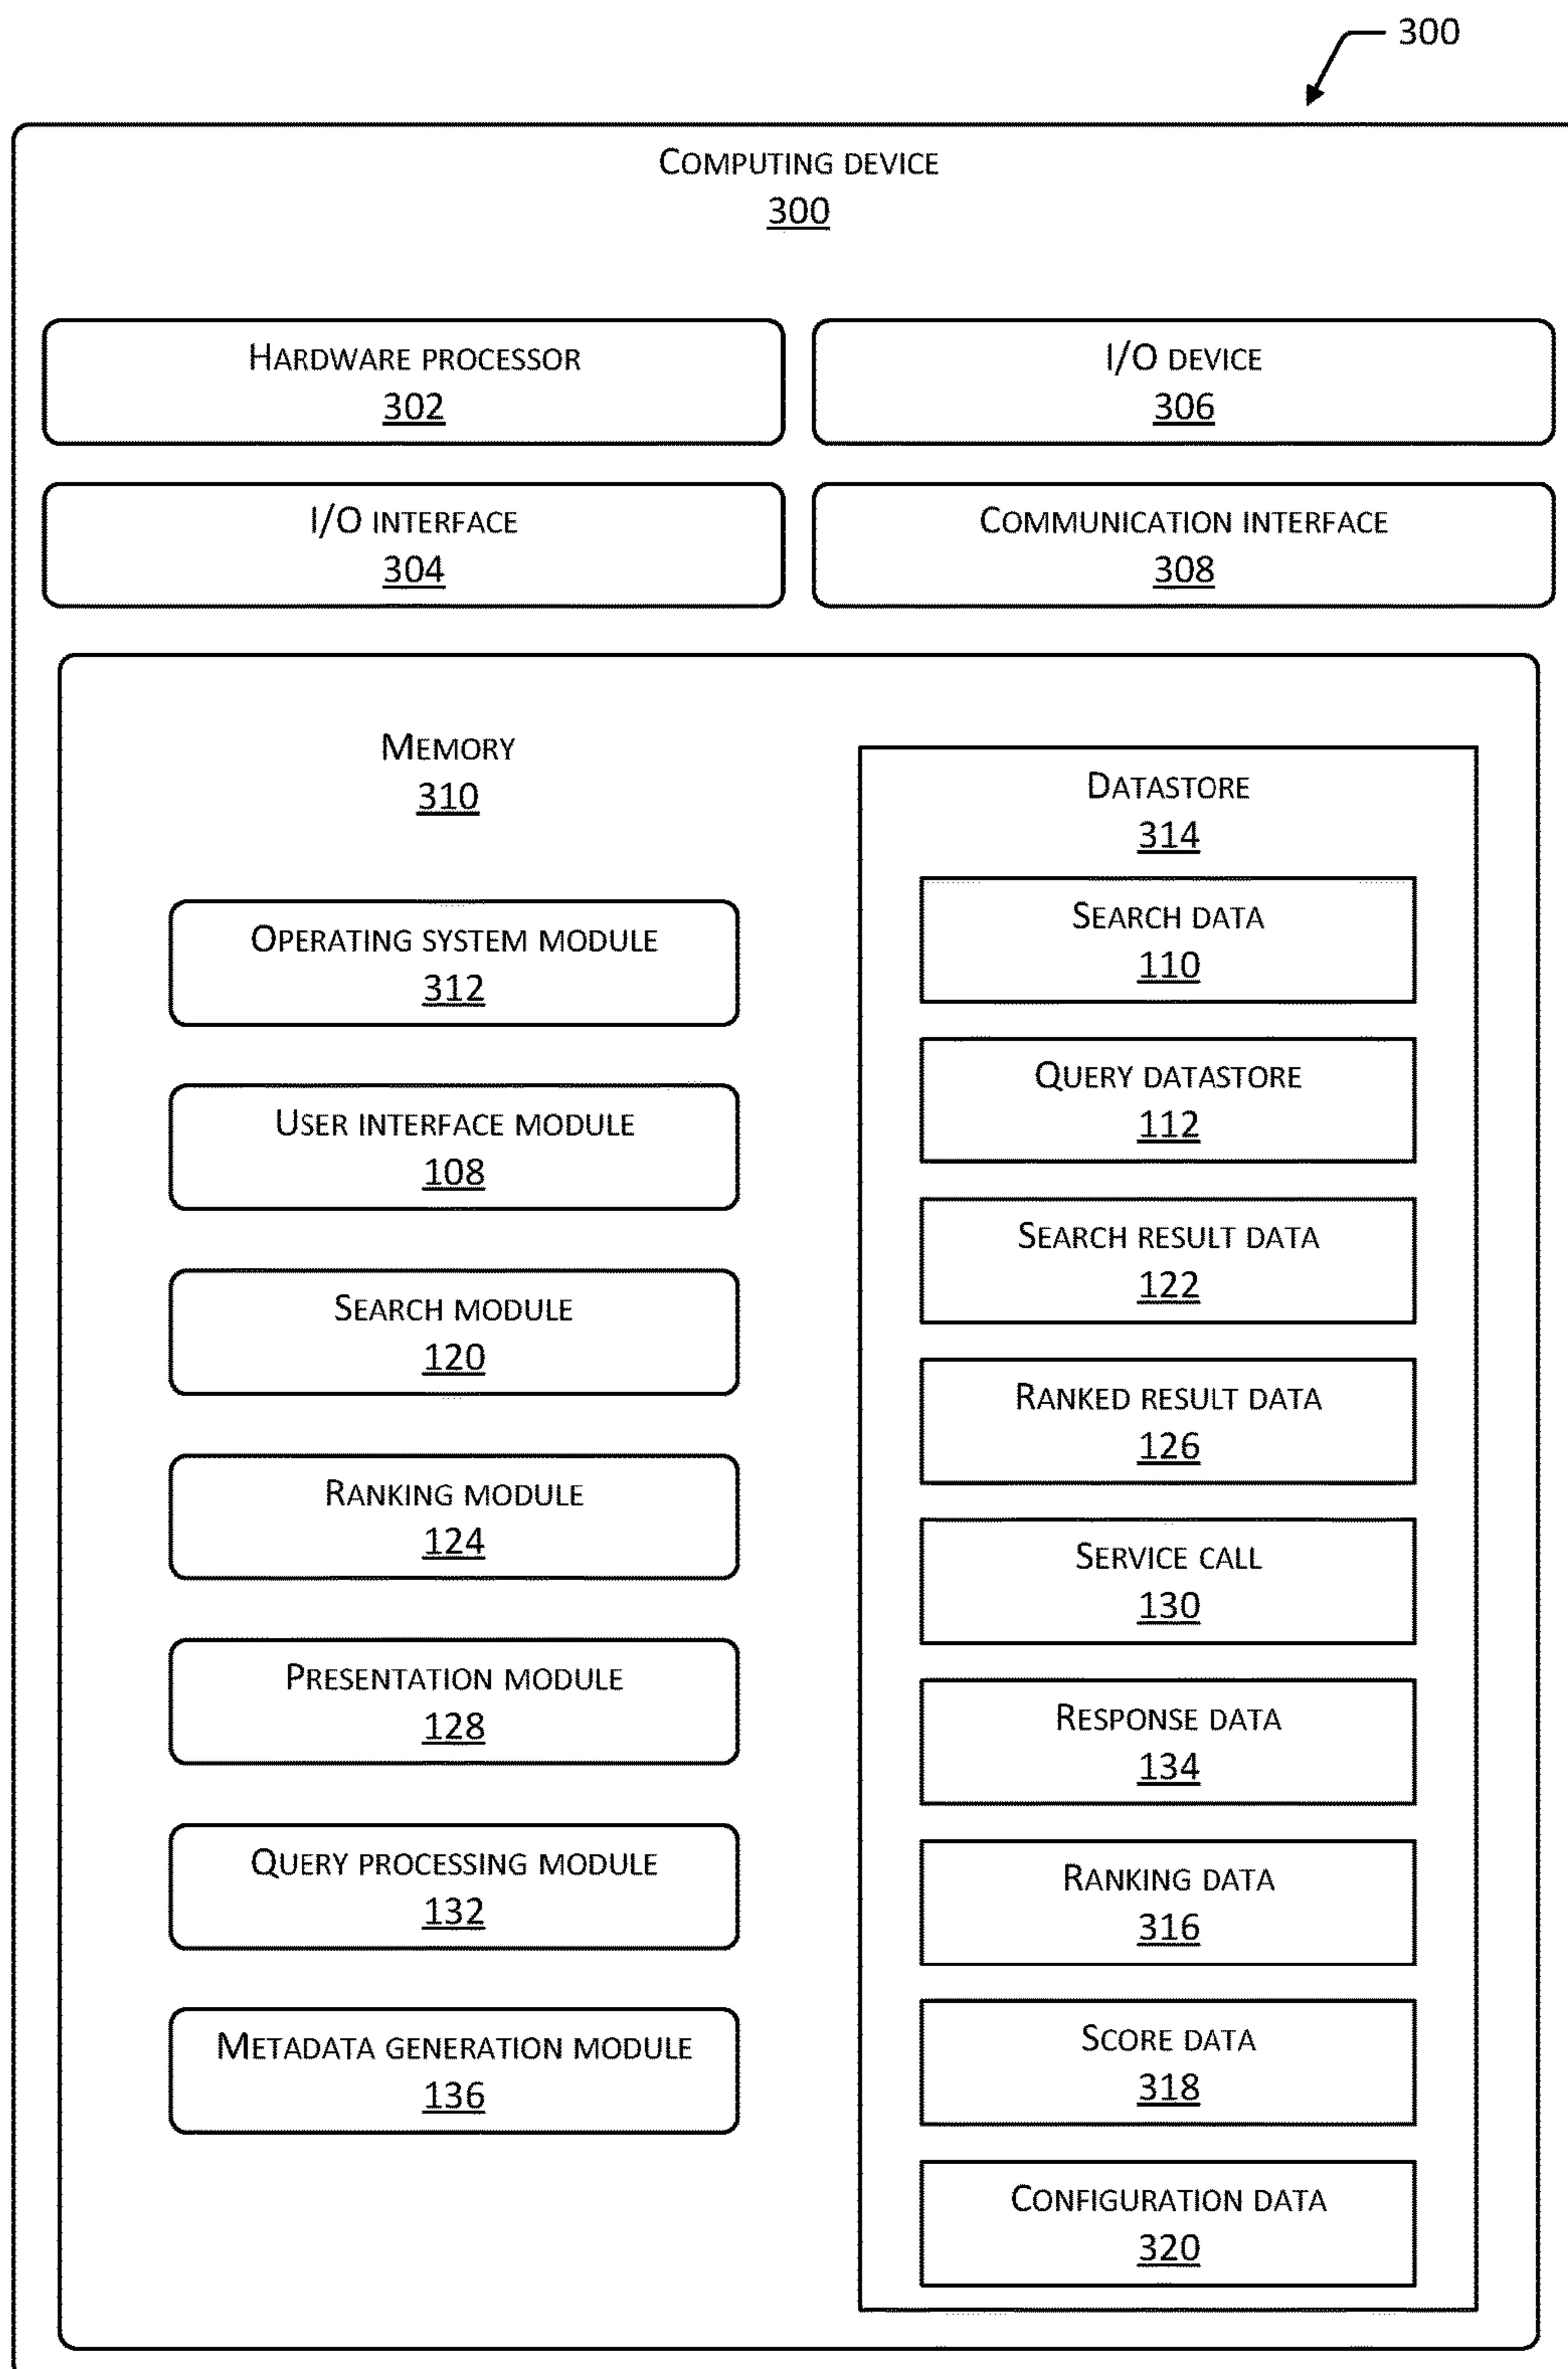 300
COMPUTING DEVICE
300
HARDWARE PROCESSOR
302
I/O DEVICE
306
I/O INTERFACE
304
COMMUNICATION INTERFACE
308
MEMORY
310
OPERATING SYSTEM MODULE
312
USER INTERFACE MODULE
108
SEARCH MODULE
120
RANKING MODULE
124
PRESENTATION MODULE
128
QUERY PROCESSING MODULE
132
METADATA GENERATION MODULE
136
DATASTORE
314
SEARCH DATA
110
QUERY DATASTORE
112
SEARCH RESULT DATA
122
RANKED RESULT DATA
126
SERVICE CALL
130
RESPONSE DATA
134
RANKING DATA
316
SCORE DATA
318
CONFIGURATION DATA
320